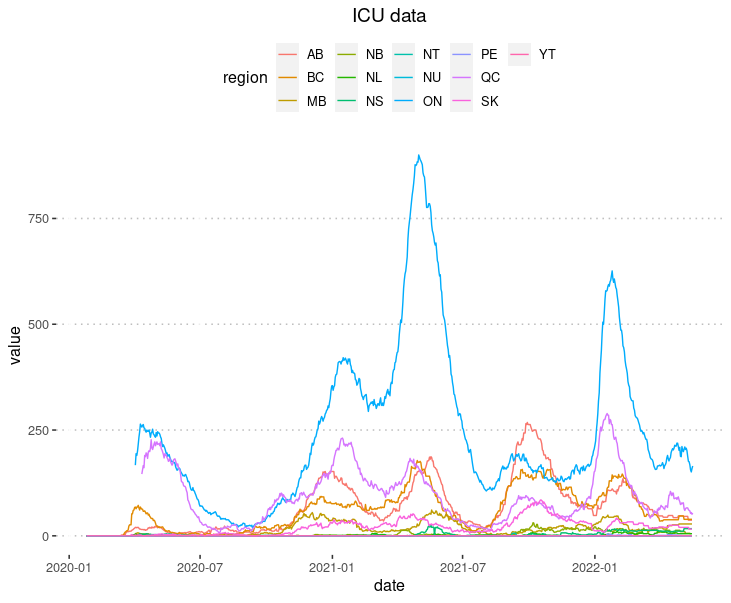 ICU data
region
AB NB NT PE YT
BC NL NU QC
MB NS ON SK
750
500
250
0
value
2020-01 2020-07 2021-01 2021-07 2022-01
date